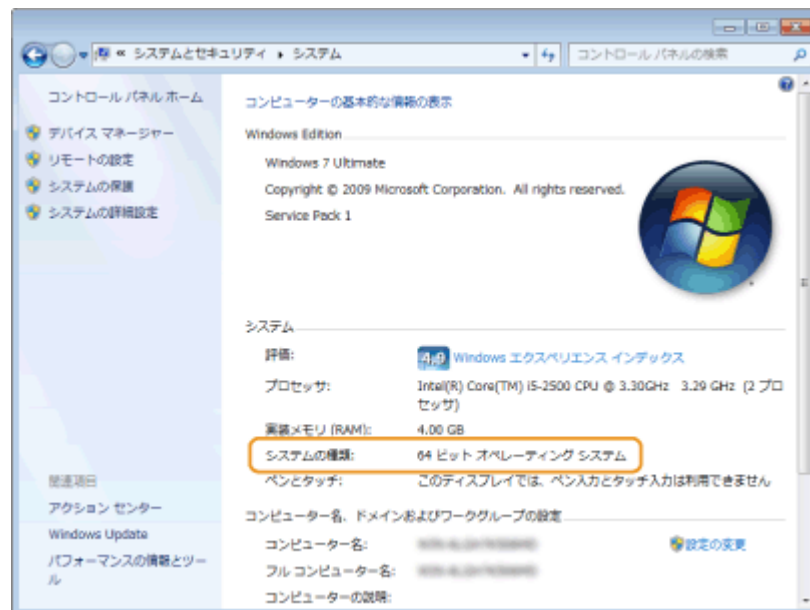 « システムとセキュリティ ▸ システム
コントロール パネルの検索
コントロール パネル ホーム
デバイス マネージャー
リモートの設定
システムの保護
システムの詳細設定
関連項目
アクション センター
Windows Update
パフォーマンスの情報とツー
ル
コンピューターの基本的な情報の表示
Windows Edition
Windows 7 Ultimate
Copyright © 2009 Microsoft Corporation. All rights reserved.
Service Pack 1
システム
評価: 4,9 Windows エクスペリエンス インデックス
プロセッサ: Intel(R) Core(TM) i5-2500 CPU @ 3.30GHz 3.29 GHz (2 プロ
セッサ)
実装メモリ (RAM): 4.00 GB
システムの種類: 64 ビット オペレーティング システム
ペンとタッチ: このディスプレイでは、ペン入力とタッチ入力は利用できません
コンピューター名、ドメインおよびワークグループの設定
コンピューター名: 設定の変更
フル コンピューター名:
コンピューターの説明: